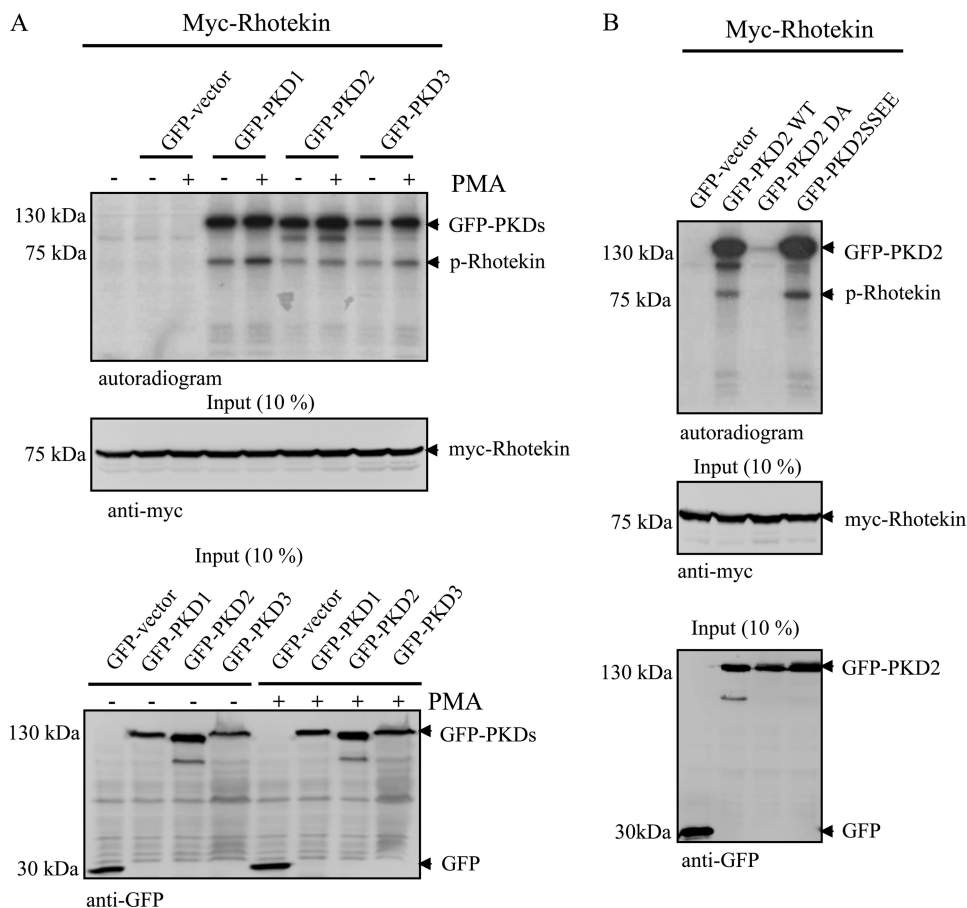 A
Myc-Rhotekin
GFP-vector GFP-PKD1 GFP-PKD2 GFP-PKD3
- - + - + - + - + PMA
130 kDa
75 kDa
GFP-PKDs
p-Rhotekin
autoradiogram
Input (10 %)
75 kDa
myc-Rhotekin
anti-myc
Input (10 %)
GFP-vector GFP-PKD1 GFP-PKD2 GFP-PKD3 GFP-vector GFP-PKD1 GFP-PKD2 GFP-PKD3
- - - - + + + + PMA
130 kDa
GFP-PKDs
30 kDa
GFP
anti-GFP
B
Myc-Rhotekin
GFP-vector GFP-PKD2 WT GFP-PKD2 DA GFP-PKD2SSEE
130 kDa
GFP-PKD2
75 kDa
p-Rhotekin
autoradiogram
Input (10 %)
75 kDa
myc-Rhotekin
anti-myc
Input (10 %)
130 kDa
GFP-PKD2
30kDa
GFP
anti-GFP